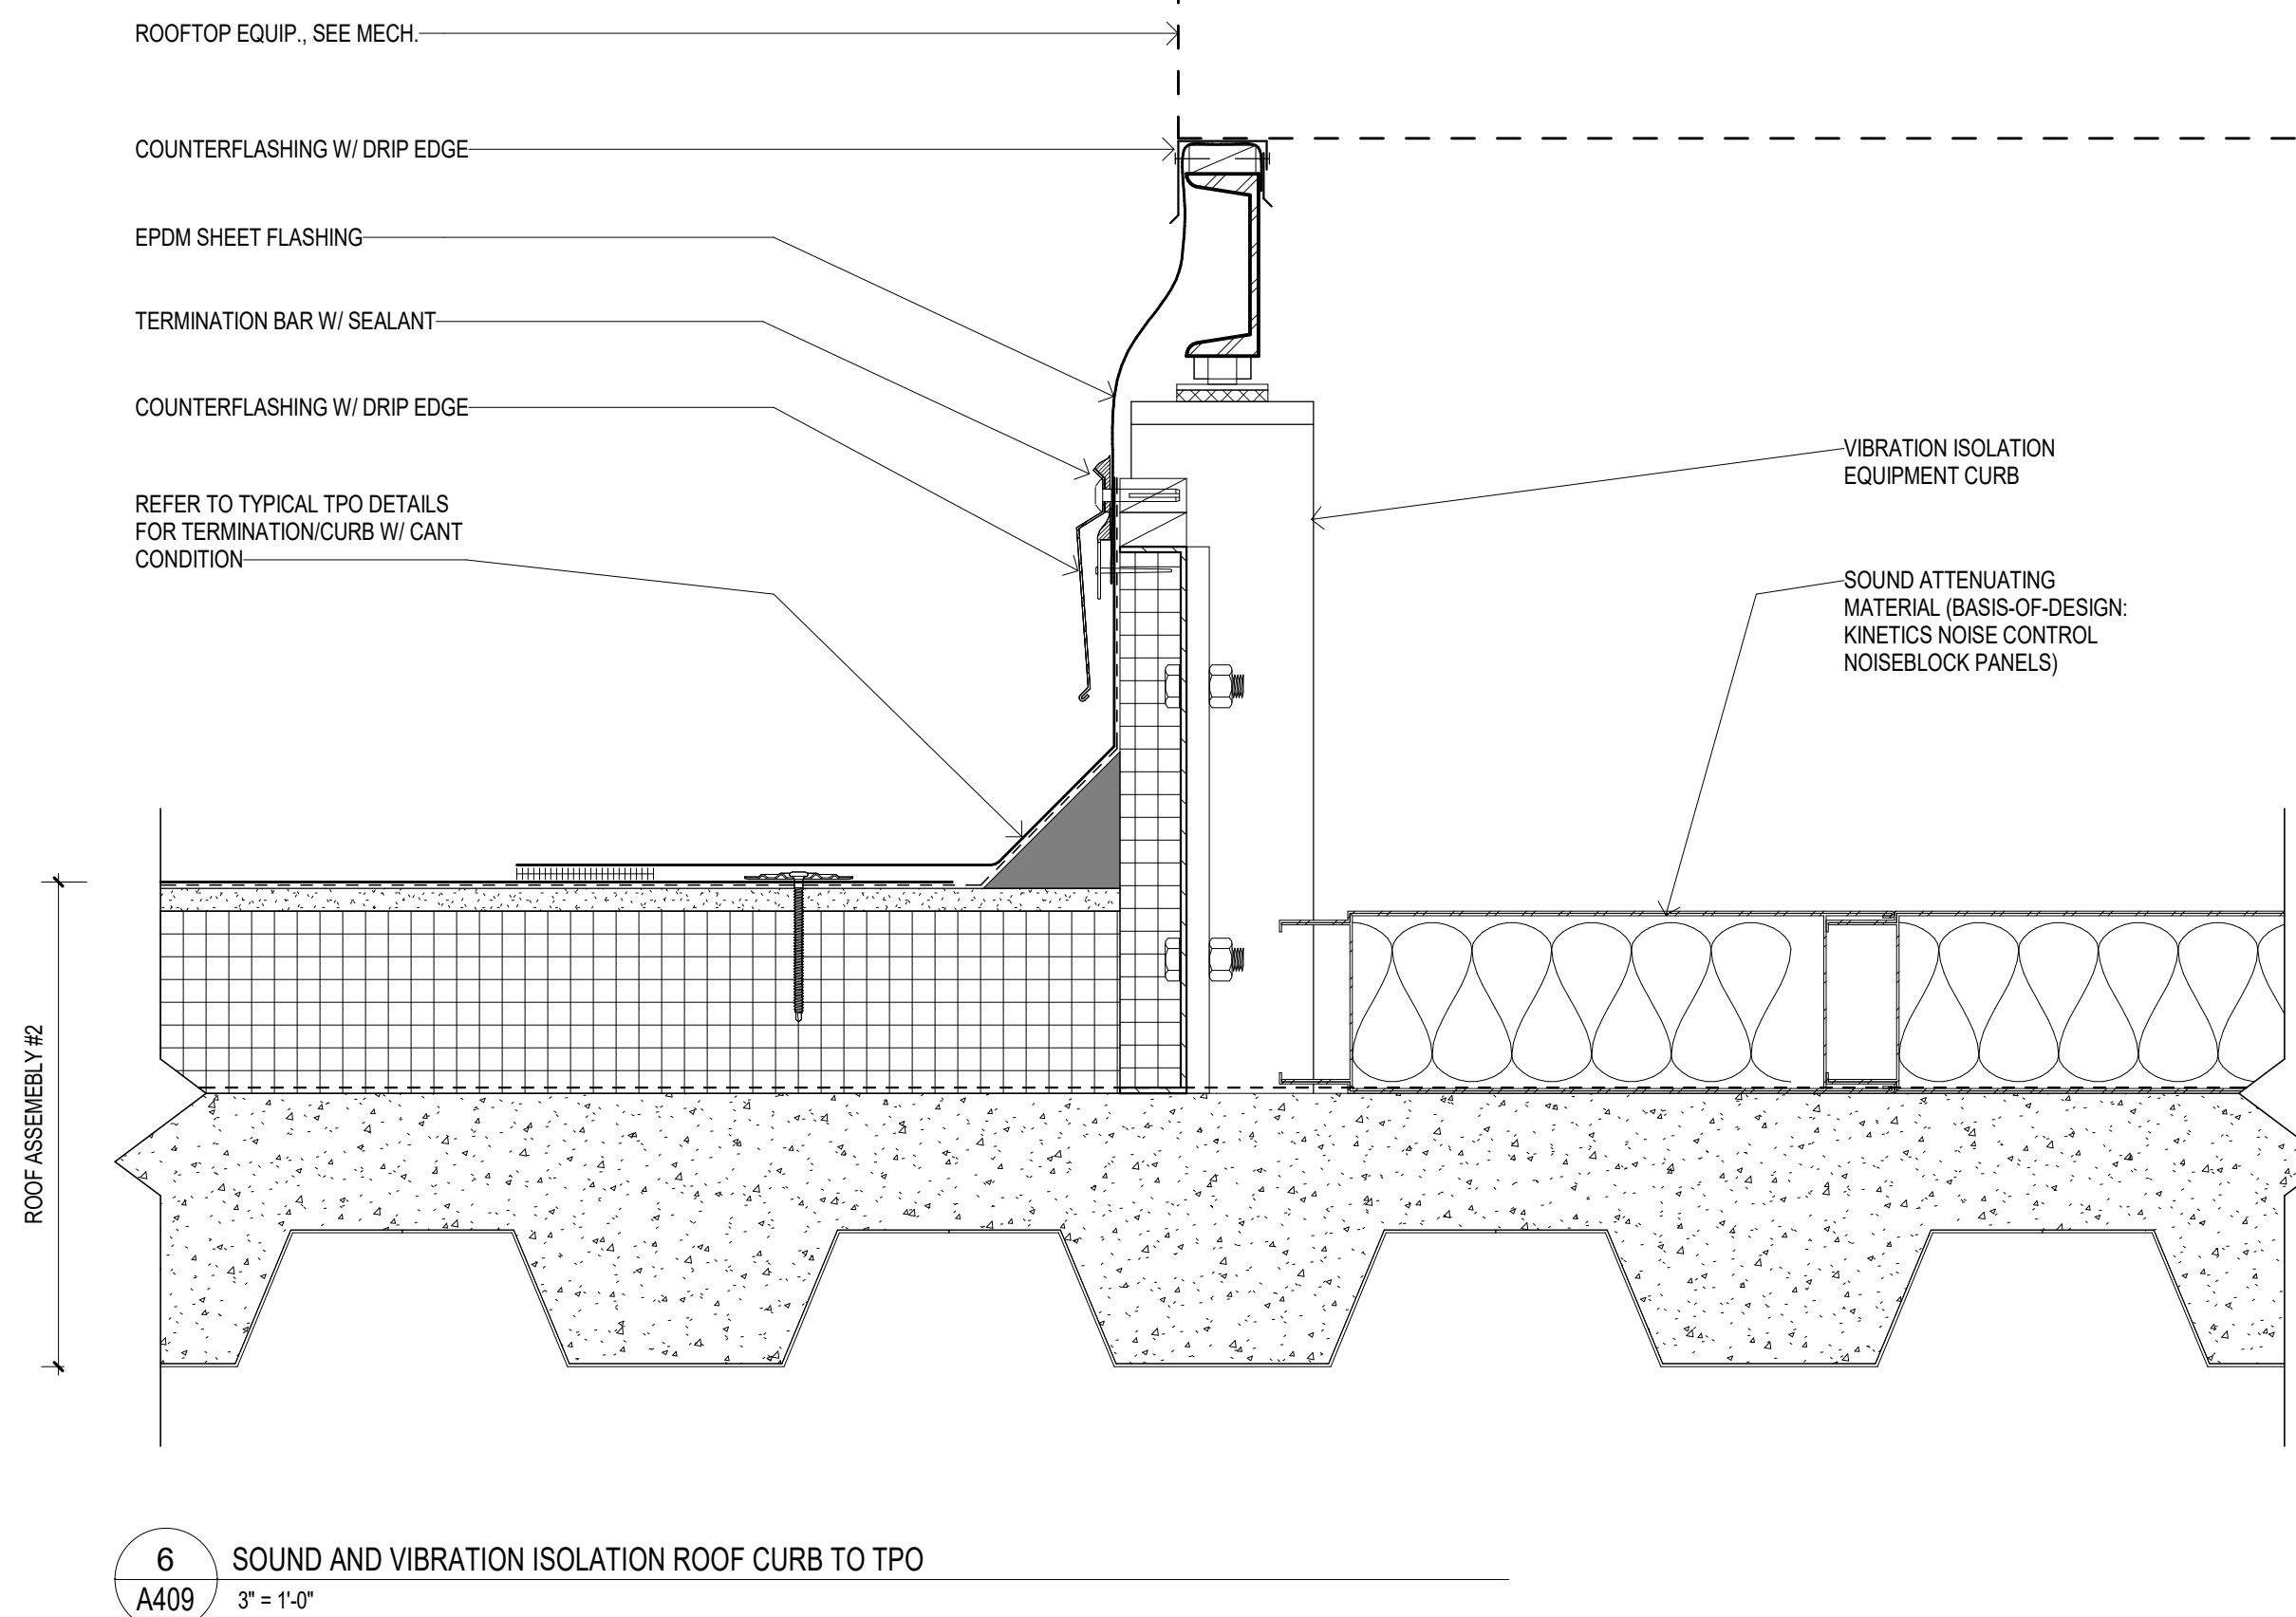 ROOFTOP EQUIP., SEE MECH.
COUNTERFLASHING W/ DRIP EDGE
EPDM SHEET FLASHING
TERMINATION BAR W/ SEALANT
COUNTERFLASHING W/ DRIP EDGE
REFER TO TYPICAL TPO DETAILS
FOR TERMINATION/CURB W/ CANT
CONDITION
VIBRATION ISOLATION
EQUIPMENT CURB
SOUND ATTENUATING
MATERIAL (BASIS-OF-DESIGN:
KINETICS NOISE CONTROL
NOISEBLOCK PANELS)
ROOF ASSEMEBLY #2
6
A409
SOUND AND VIBRATION ISOLATION ROOF CURB TO TPO
3" = 1'-0"